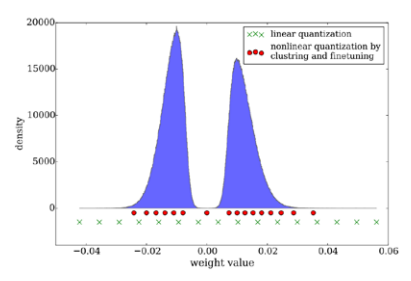 20000
linear quantization
nonlinear quantization by
clustring and finetuning
15000
density
10000
5000
0
−0.04 −0.02 0.00 0.02 0.04 0.06
weight value